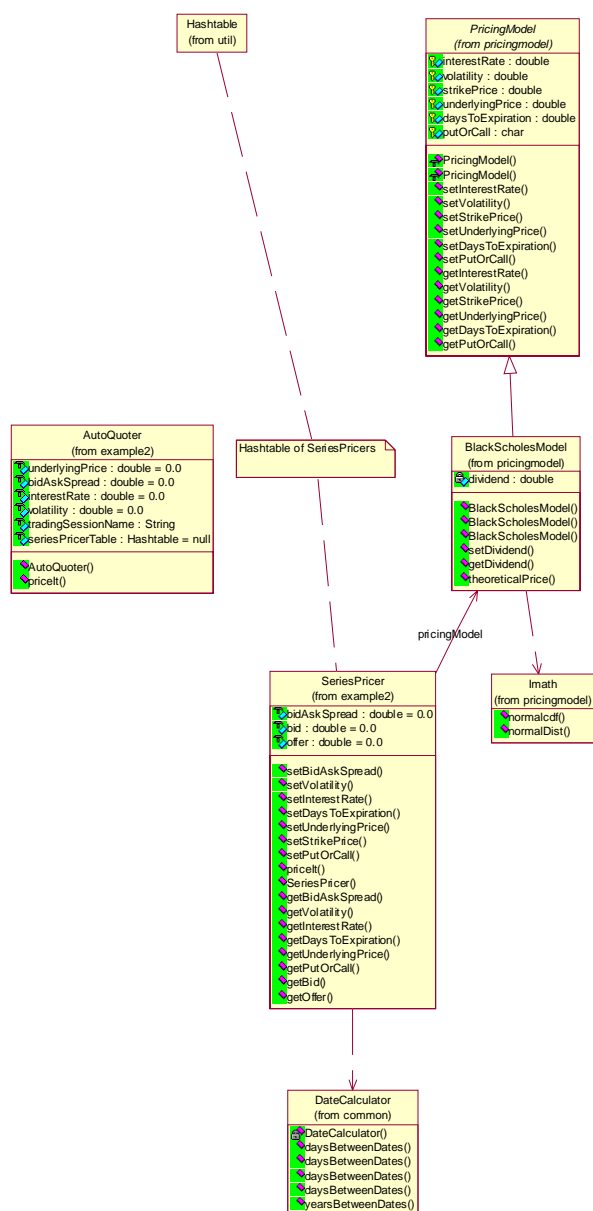 Hashtable
(from util)
PricingModel
(from pricingmodel)
interestRate : double
volatility : double
strikePrice : double
underlyingPrice : double
daysToExpiration : double
putOrCall : char
PricingModel()
PricingModel()
setInterestRate()
setVolatility()
setStrikePrice()
setUnderlyingPrice()
setDaysToExpiration()
setPutOrCall()
getInterestRate()
getVolatility()
getStrikePrice()
getUnderlyingPrice()
getDaysToExpiration()
getPutOrCall()
AutoQuoter
(from example2)
underlyingPrice : double = 0.0
bidAskSpread : double = 0.0
interestRate : double = 0.0
volatility : double = 0.0
tradingSessionName : String
seriesPricerTable : Hashtable = null
AutoQuoter()
priceIt()
Hashtable of SeriesPricers
BlackScholesModel
(from pricingmodel)
dividend : double
BlackScholesModel()
BlackScholesModel()
BlackScholesModel()
setDividend()
getDividend()
theoreticalPrice()
pricingModel
SeriesPricer
(from example2)
bidAskSpread : double = 0.0
bid : double = 0.0
offer : double = 0.0
setBidAskSpread()
setVolatility()
setInterestRate()
setDaysToExpiration()
setUnderlyingPrice()
setStrikePrice()
setPutOrCall()
priceIt()
SeriesPricer()
getBidAskSpread()
getVolatility()
getInterestRate()
getDaysToExpiration()
getUnderlyingPrice()
getPutOrCall()
getBid()
getOffer()
Imath
(from pricingmodel)
normalcdf()
normalDist()
DateCalculator
(from common)
DateCalculator()
daysBetweenDates()
daysBetweenDates()
daysBetweenDates()
daysBetweenDates()
yearsBetweenDates()